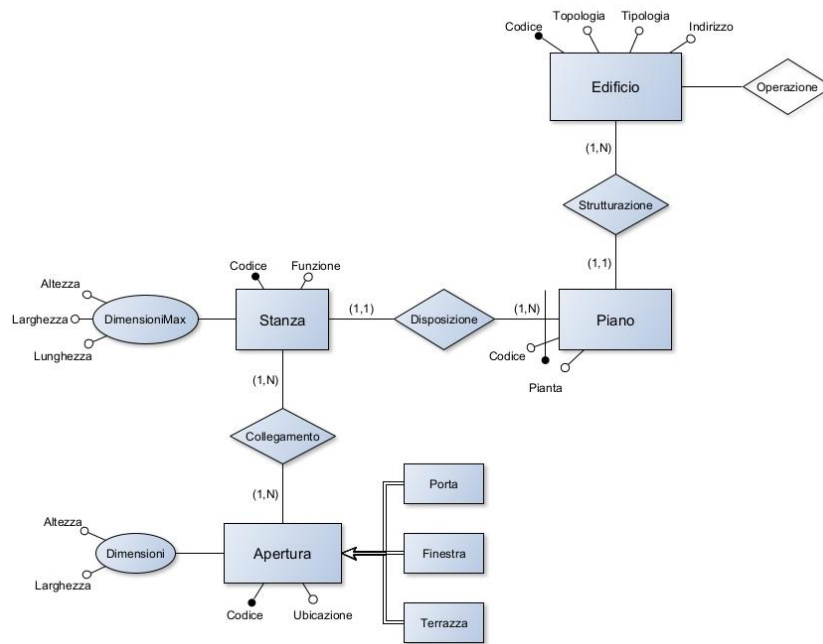 Topologia Tipologia
Codice Indirizzo
Edificio
Operazione
(1,N)
Strutturazione
(1,1)
Codice Funzione
Altezza
Larghezza
DimensioniMax
Lunghezza
Stanza
(1,1)
Disposizione
(1,N)
Piano
Codice
Pianta
(1,N)
Collegamento
(1,N)
Porta
Altezza
Dimensioni
Larghezza
Apertura
Finestra
Codice Ubicazione
Terrazza